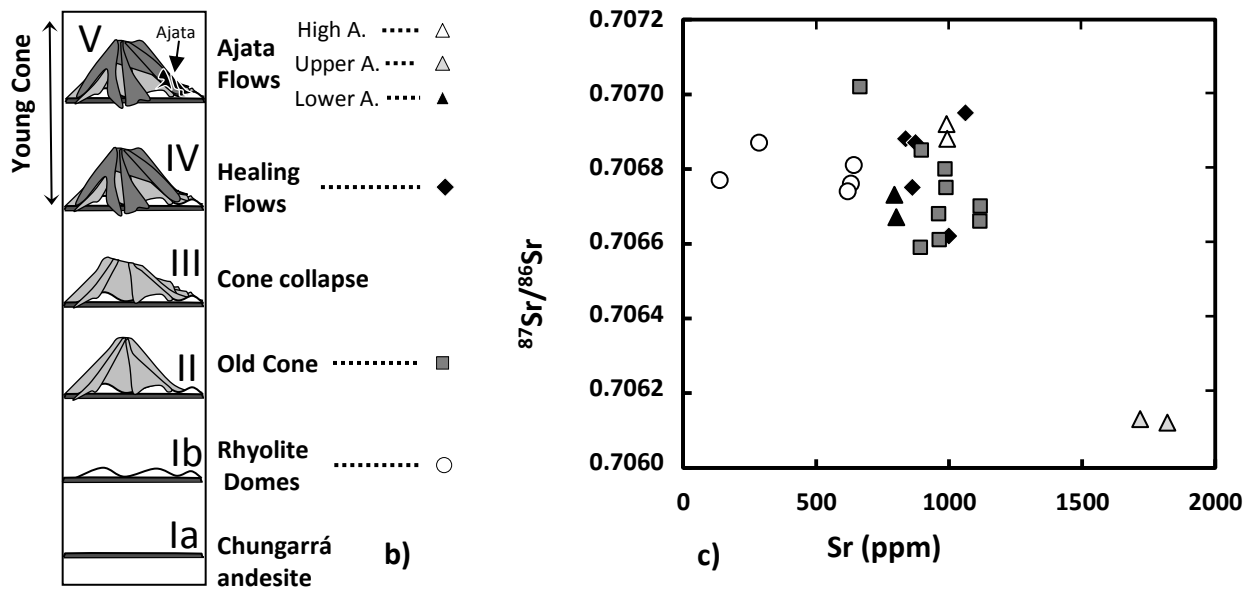 Young Cone
V
Ajata
Ajata
Flows
High A. ......
Upper A. .....
Lower A. .....
IV
Healing
Flows ............
III
Cone collapse
II
Old Cone ............
Ib
Rhyolite
Domes ............
Ia
Chungarrá
andesite
b)
0.7072
0.7070
0.7068
0.7066
0.7064
0.7062
0.7060
87Sr/86Sr
0 500 1000 1500 2000
c) Sr (ppm)